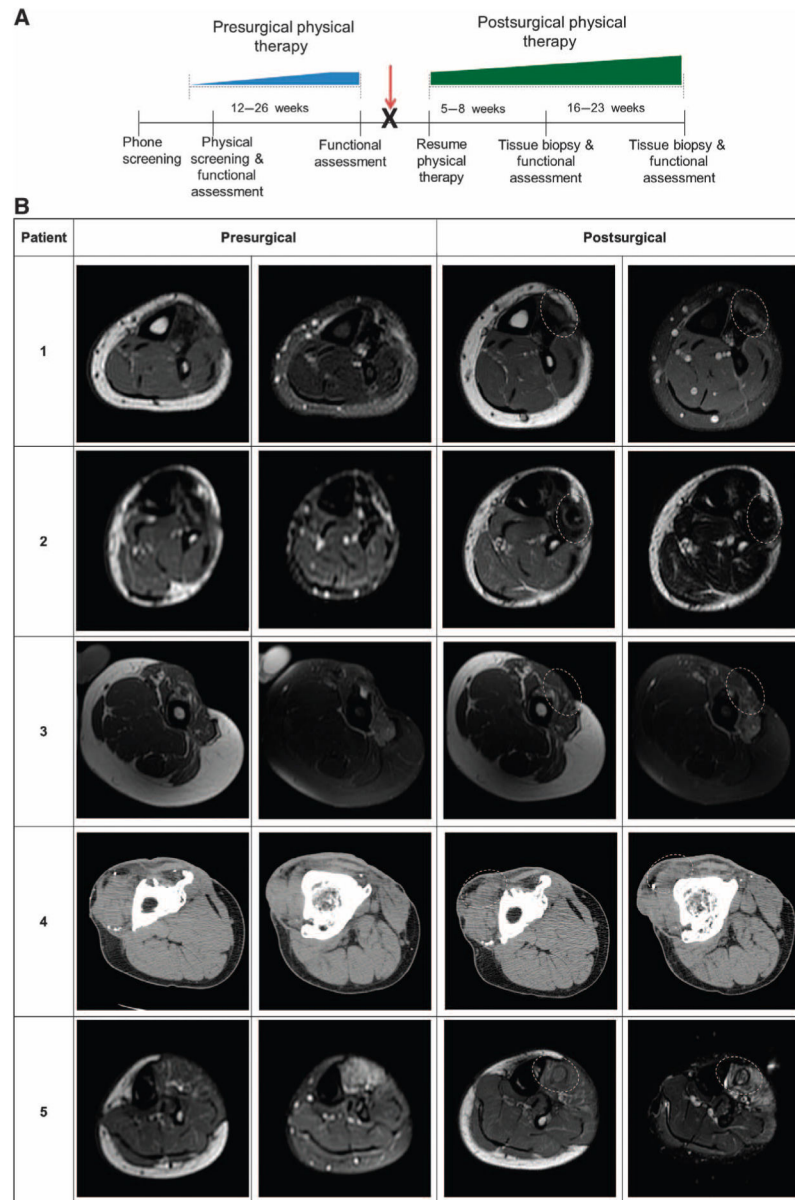 A
Presurgical physical
therapy
Postsurgical physical
therapy
12–26 weeks
5–8 weeks
16–23 weeks
X
Phone
screening
Physical
screening &
functional
assessment
Functional
assessment
Resume
physical
therapy
Tissue biopsy &
functional
assessment
Tissue biopsy &
functional
assessment
B
Patient Presurgical Postsurgical
1
2
3
4
5